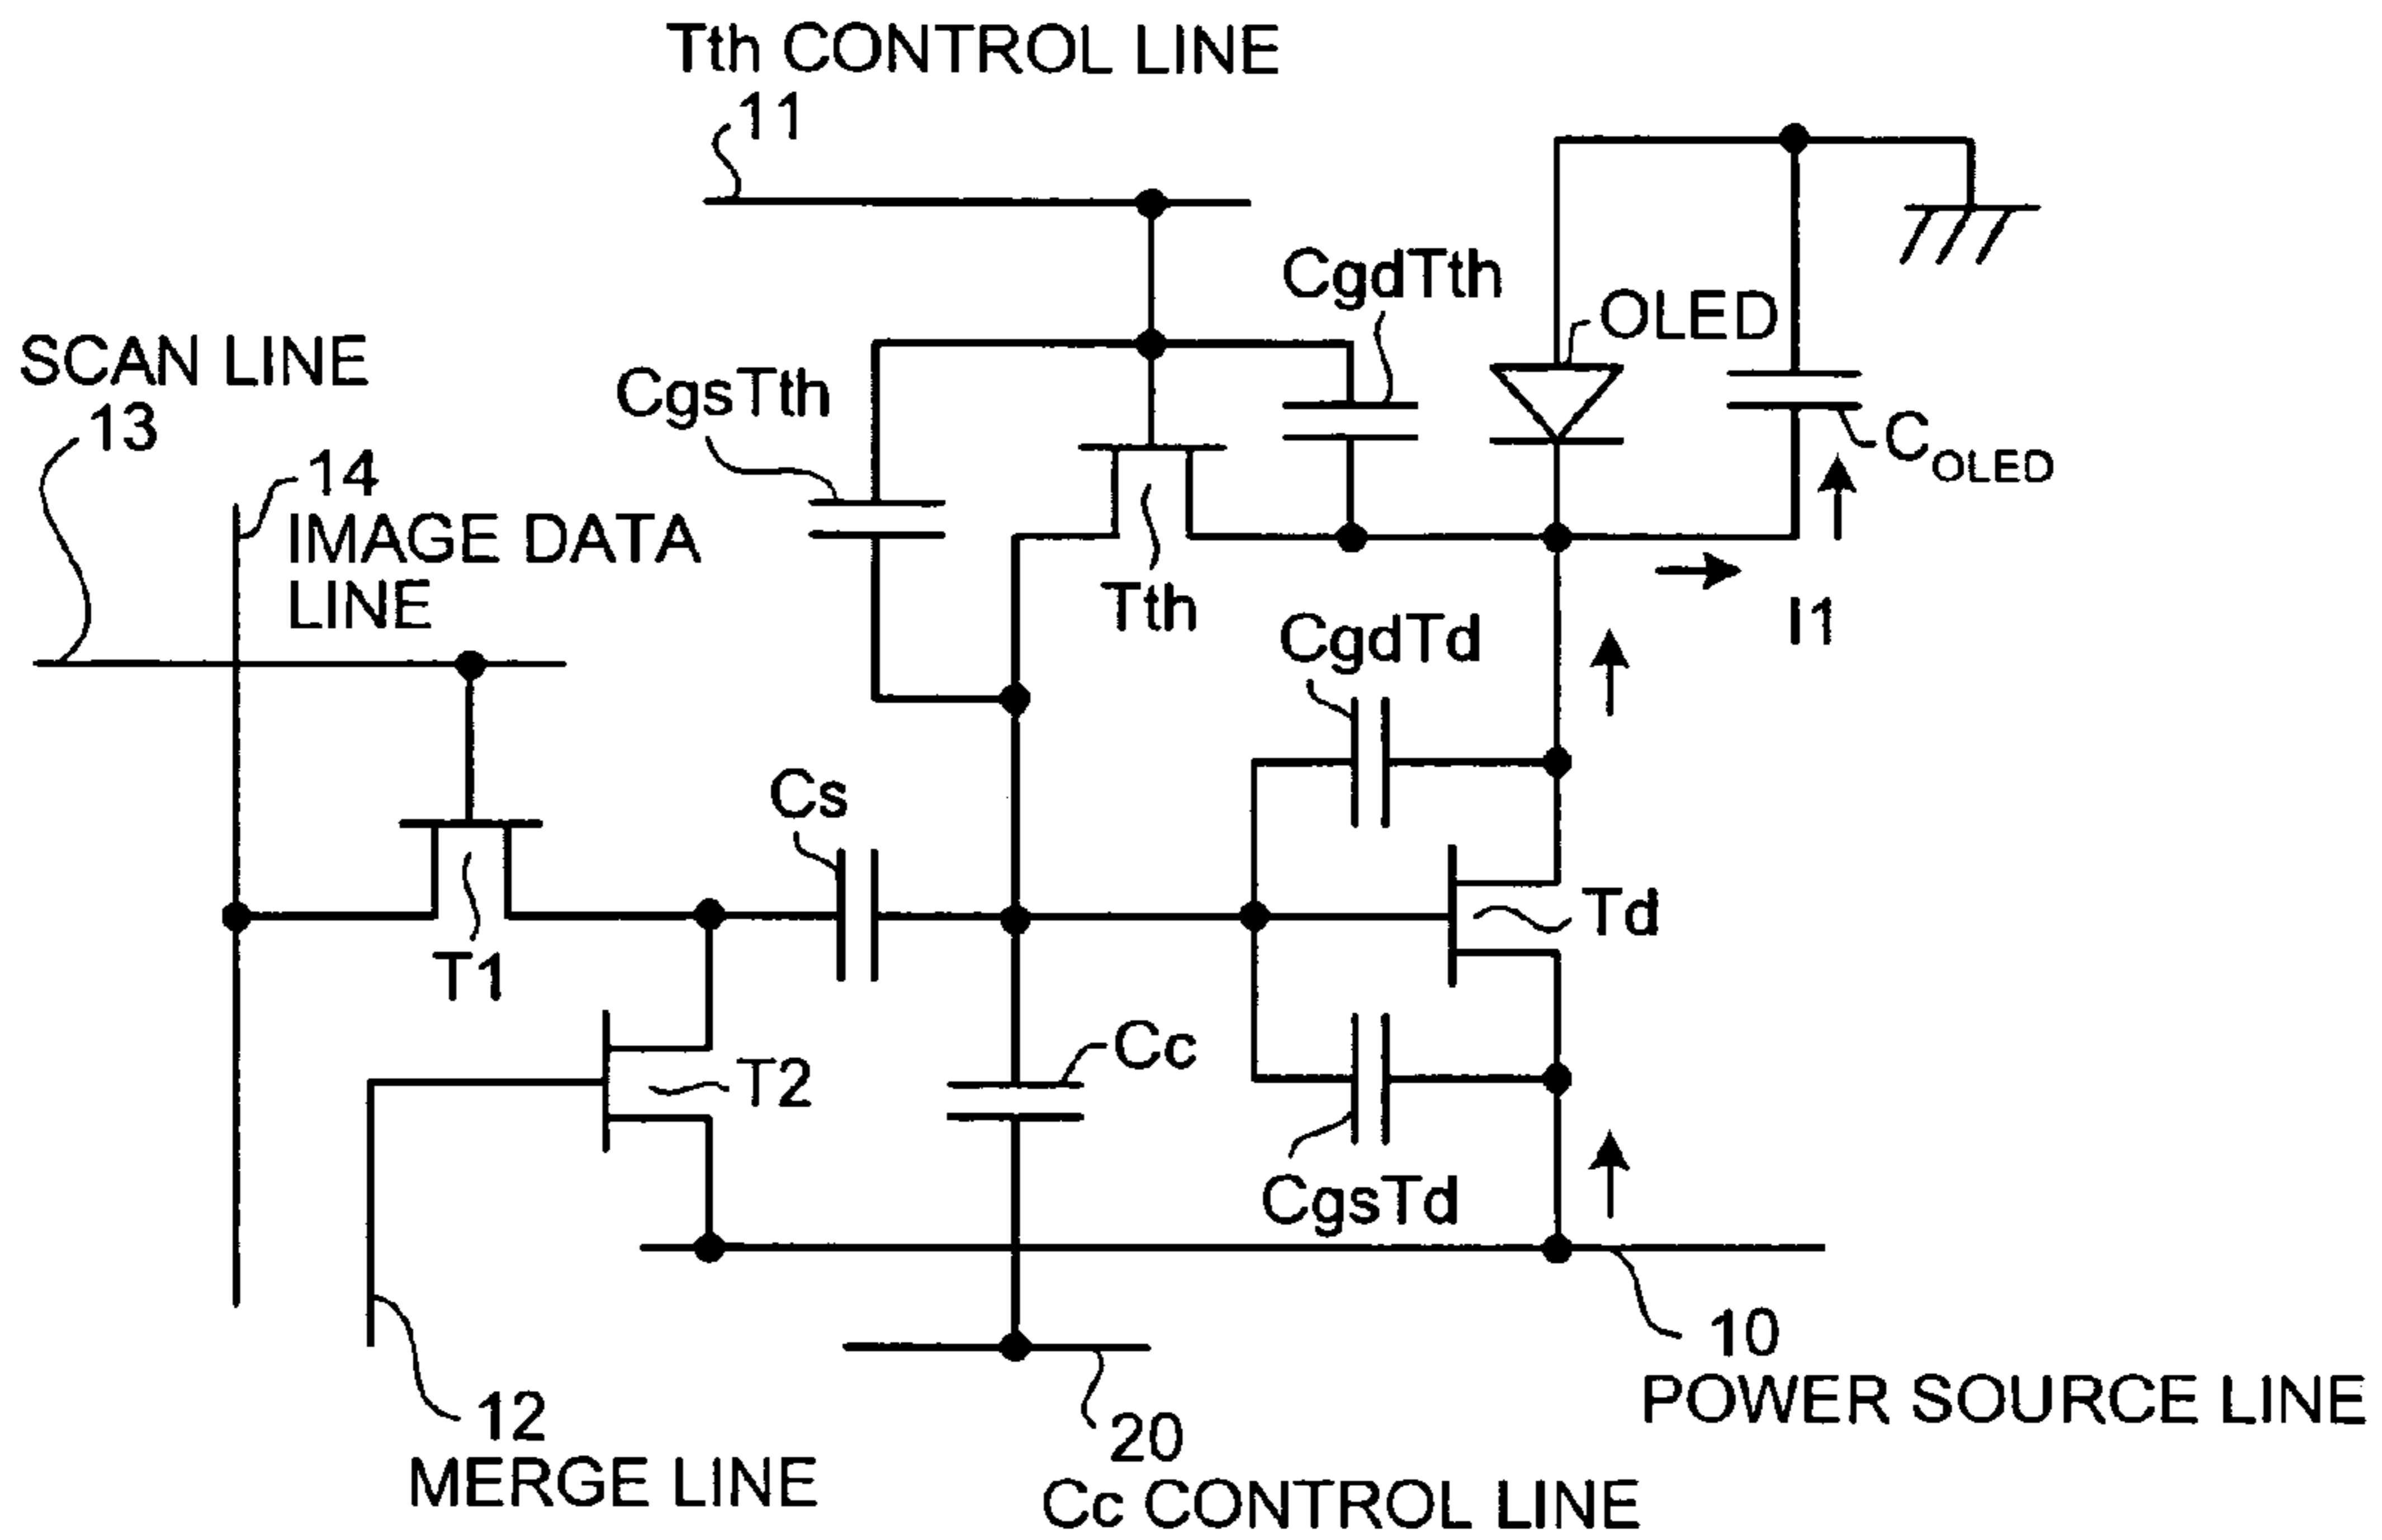 Tth CONTROL LINE
11
CgdTth
OLED
SCAN LINE
13
CgsTth
14
IMAGE DATA
LINE
COLED
Tth
I1
CgdTd
Cs
Td
T1
Cc
T2
CgsTd
10
POWER SOURCE LINE
12
MERGE LINE
20
Cc CONTROL LINE